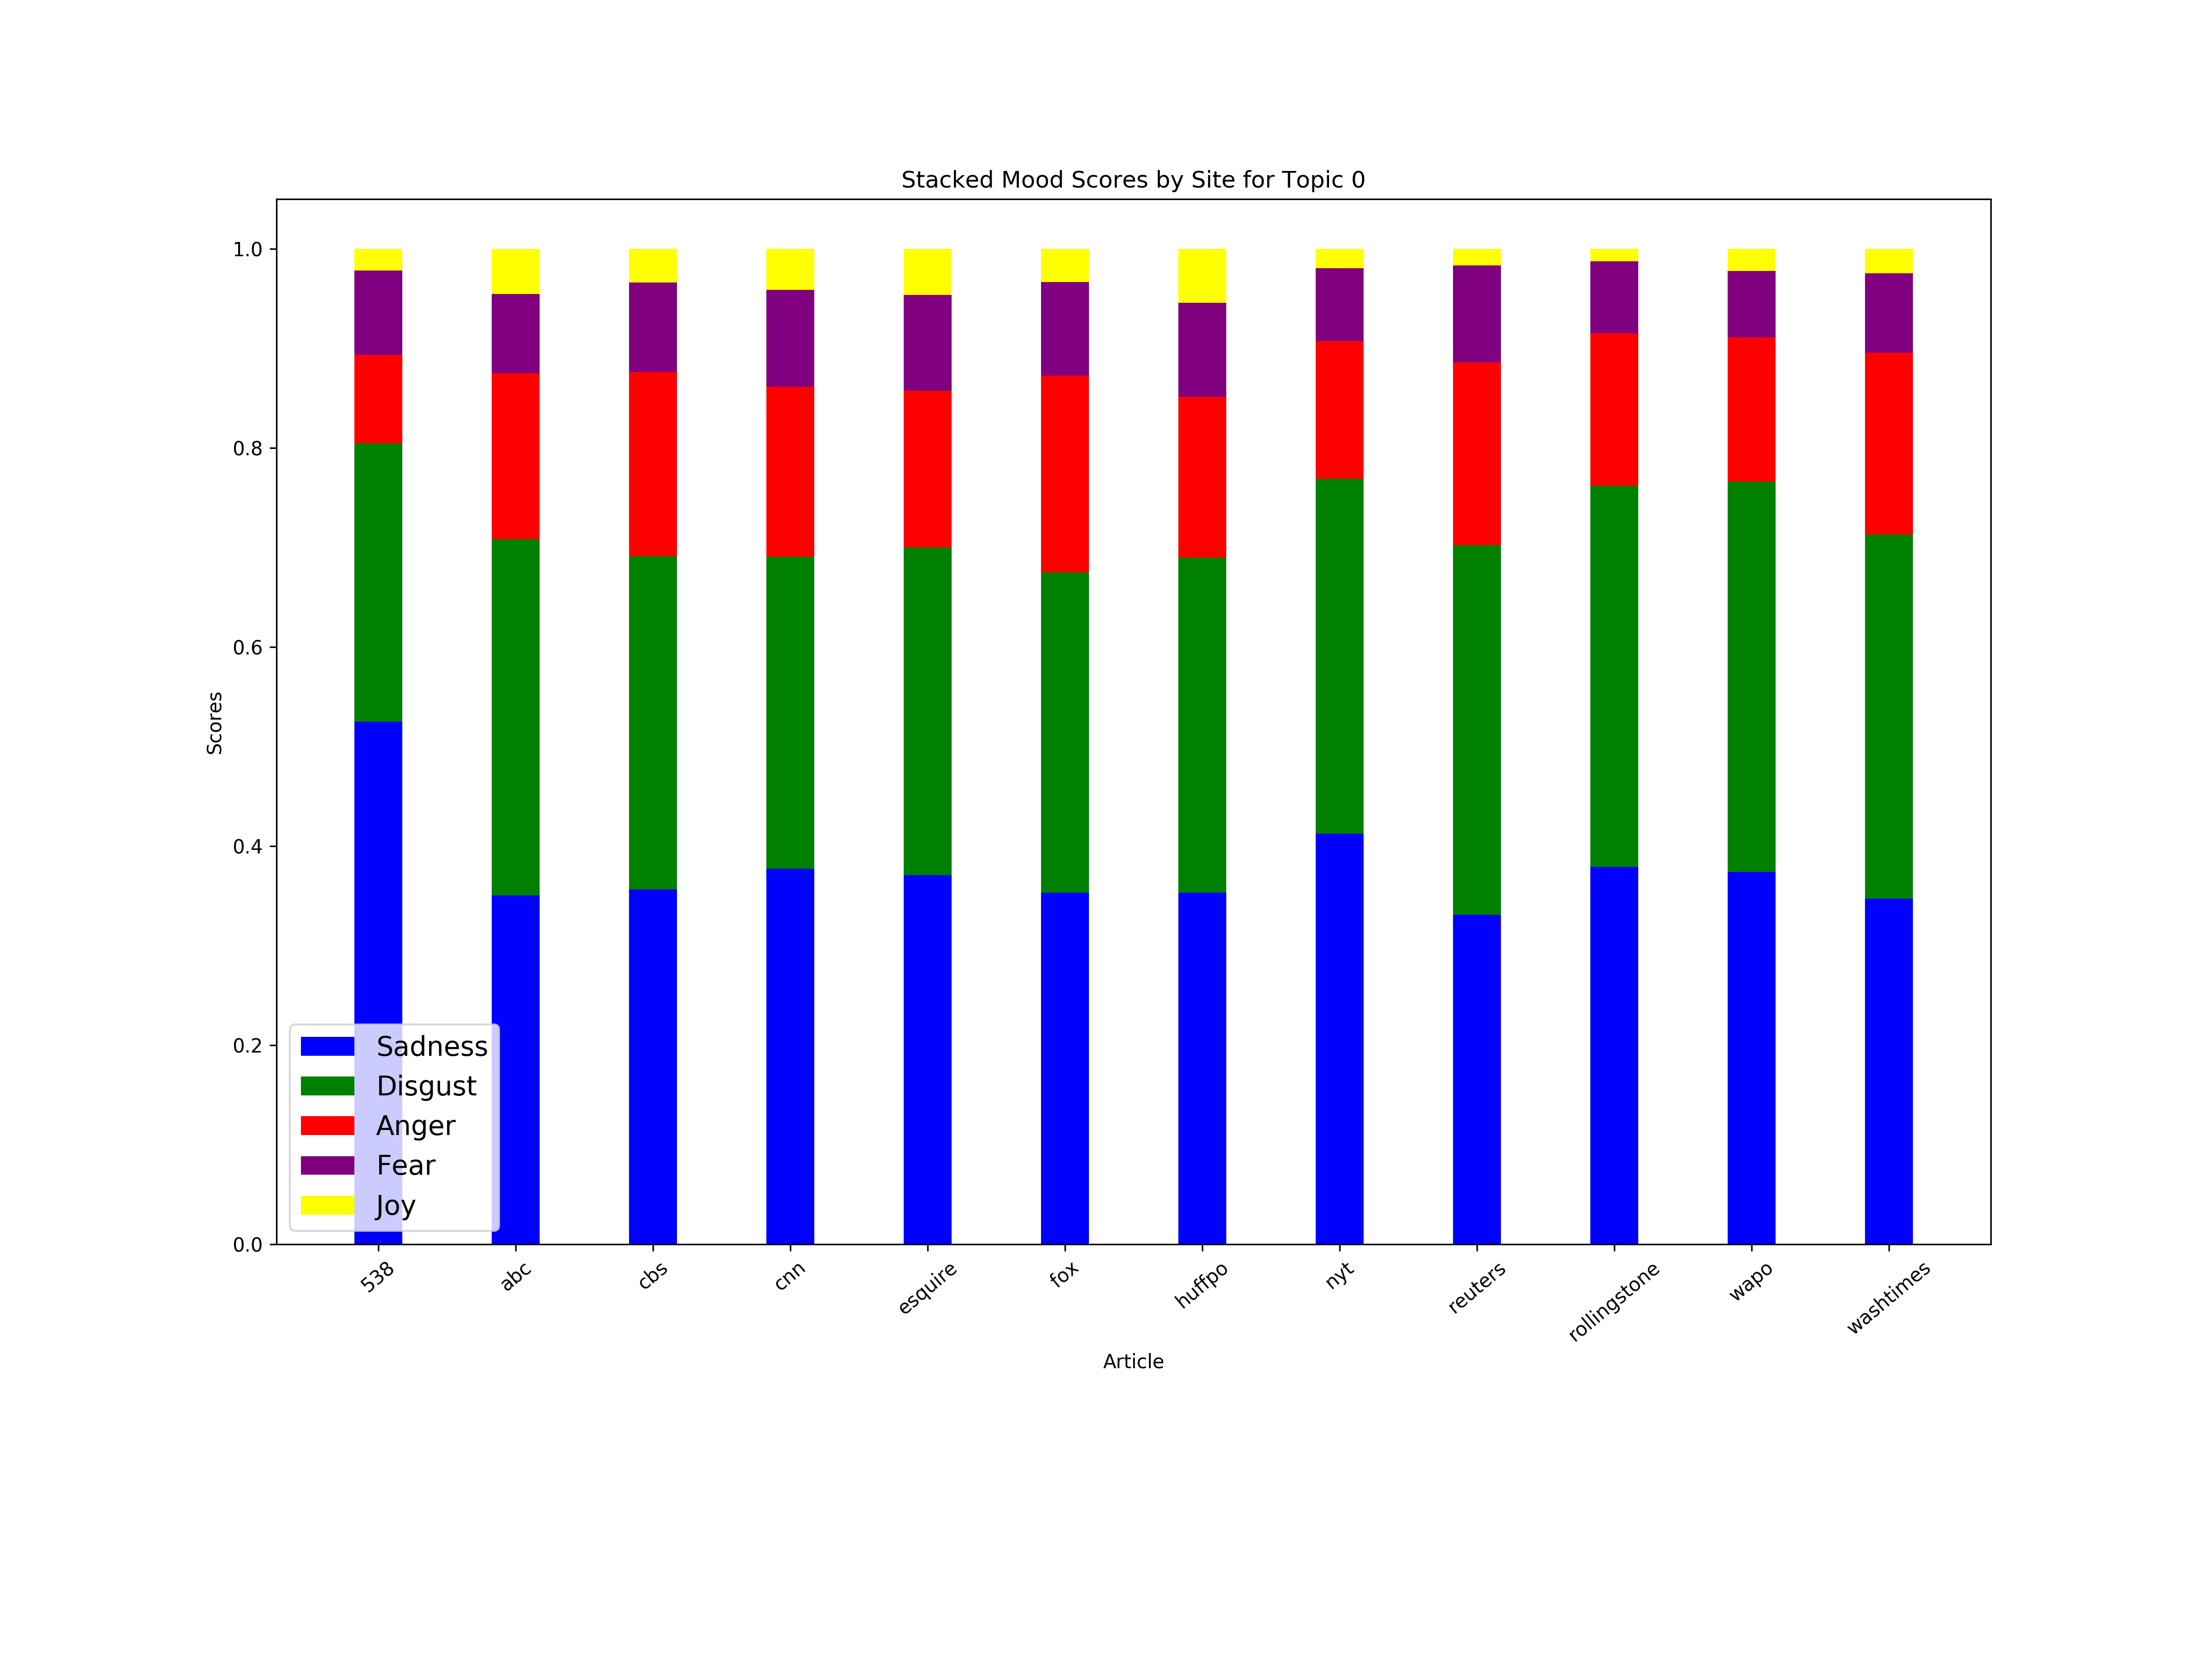 Stacked Mood Scores by Site for Topic 0
1.0
0.8
0.6
0.4
0.2
0.0
Scores
Sadness
Disgust
Anger
Fear
Joy
538
abc
cbs
cnn
esquire
fox
huffpo
nyt
reuters
rollingstone
wapo
washtimes
Article